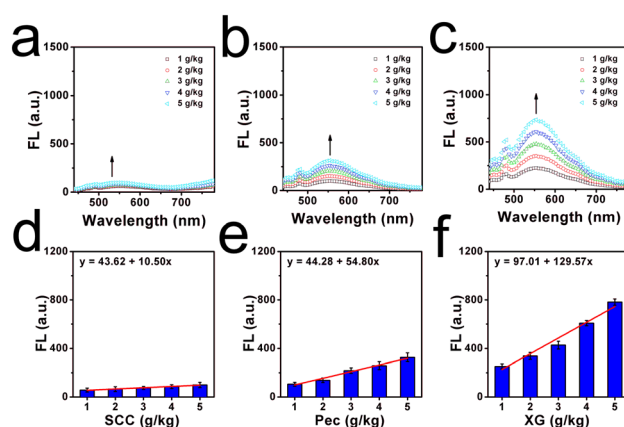 a
1500
1000
500
0
FL (a.u.)
500 600 700
Wavelength (nm)
1 g/kg
2 g/kg
3 g/kg
4 g/kg
5 g/kg
b
1500
1000
500
0
FL (a.u.)
500 600 700
Wavelength (nm)
1 g/kg
2 g/kg
3 g/kg
4 g/kg
5 g/kg
c
1500
1000
750
500
250
0
FL (a.u.)
500 600 700
Wavelength (nm)
1 g/kg
2 g/kg
3 g/kg
4 g/kg
5 g/kg
d
1200
800
400
0
FL (a.u.)
y = 43.62 + 10.50x
1 2 3 4 5
SCC (g/kg)
e
1200
800
400
0
FL (a.u.)
y = 44.28 + 54.80x
1 2 3 4 5
Pec (g/kg)
f
1200
800
400
0
FL (a.u.)
y = 97.01 + 129.57x
1 2 3 4 5
XG (g/kg)